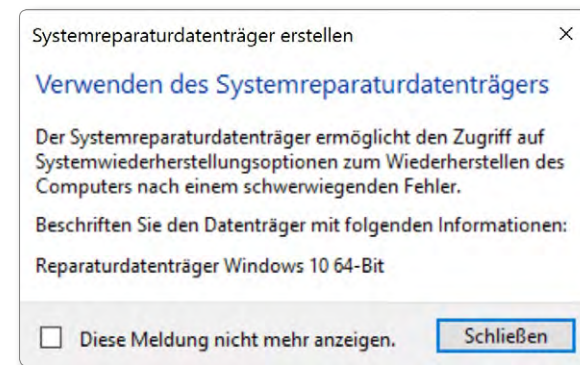 Systemreparaturdatenträger erstellen
Verwenden des Systemreparaturdatenträgers
Der Systemreparaturdatenträger ermöglicht den Zugriff auf
Systemwiederherstellungsoptionen zum Wiederherstellen des
Computers nach einem schwerwiegenden Fehler.
Beschriften Sie den Datenträger mit folgenden Informationen:
Reparaturdatenträger Windows 10 64-Bit
Diese Meldung nicht mehr anzeigen.
Schließen